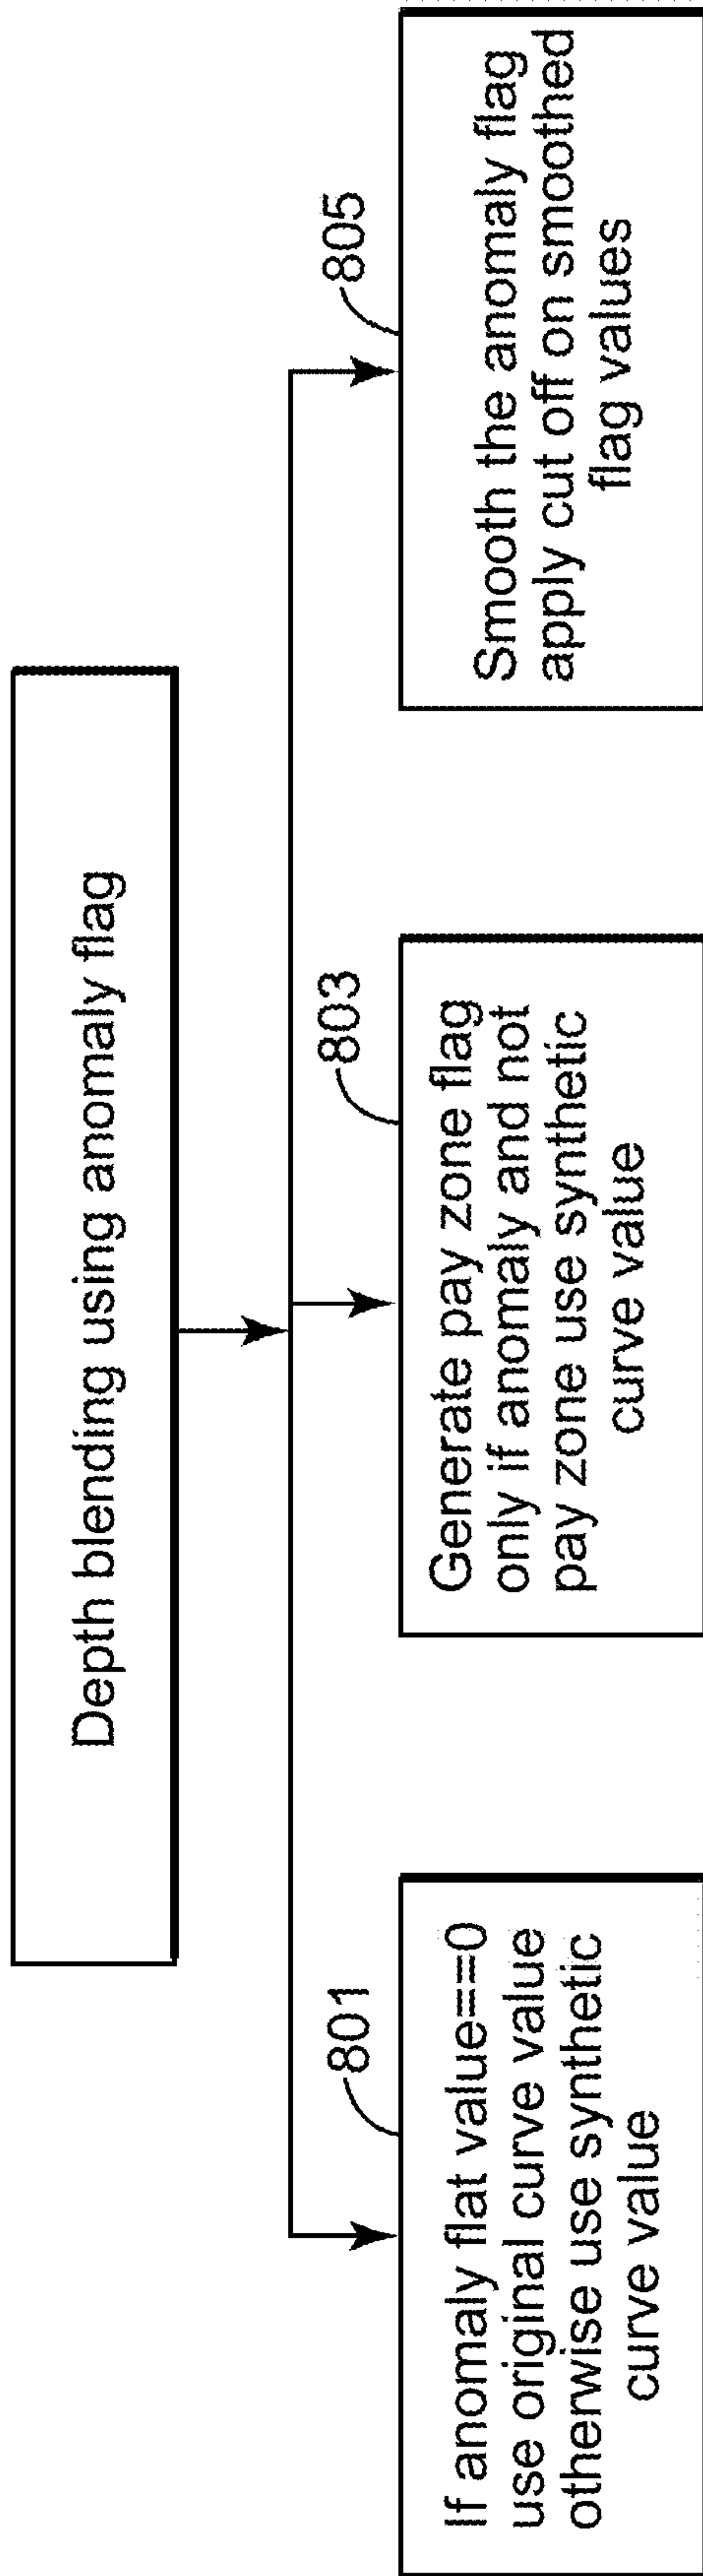 Depth blending using anomaly flag
801
If anomaly flat value==0
use original curve value
otherwise use synthetic
curve value
803
Generate pay zone flag
only if anomaly and not
pay zone use synthetic
curve value
805
Smooth the anomaly flag
apply cut off on smoothed
flag values